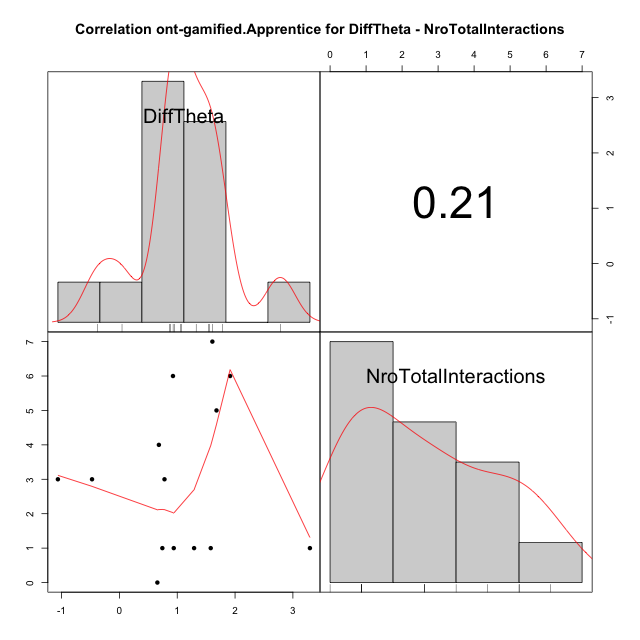 Correlation ont-gamified.Apprentice for DiffTheta - NroTotalInteractions
0 1 2 3 4 5 6 7
DiffTheta
0.21
3
2
1
0
-1
NroTotalInteractions
7
6
5
4
3
2
1
0
-1 0 1 2 3